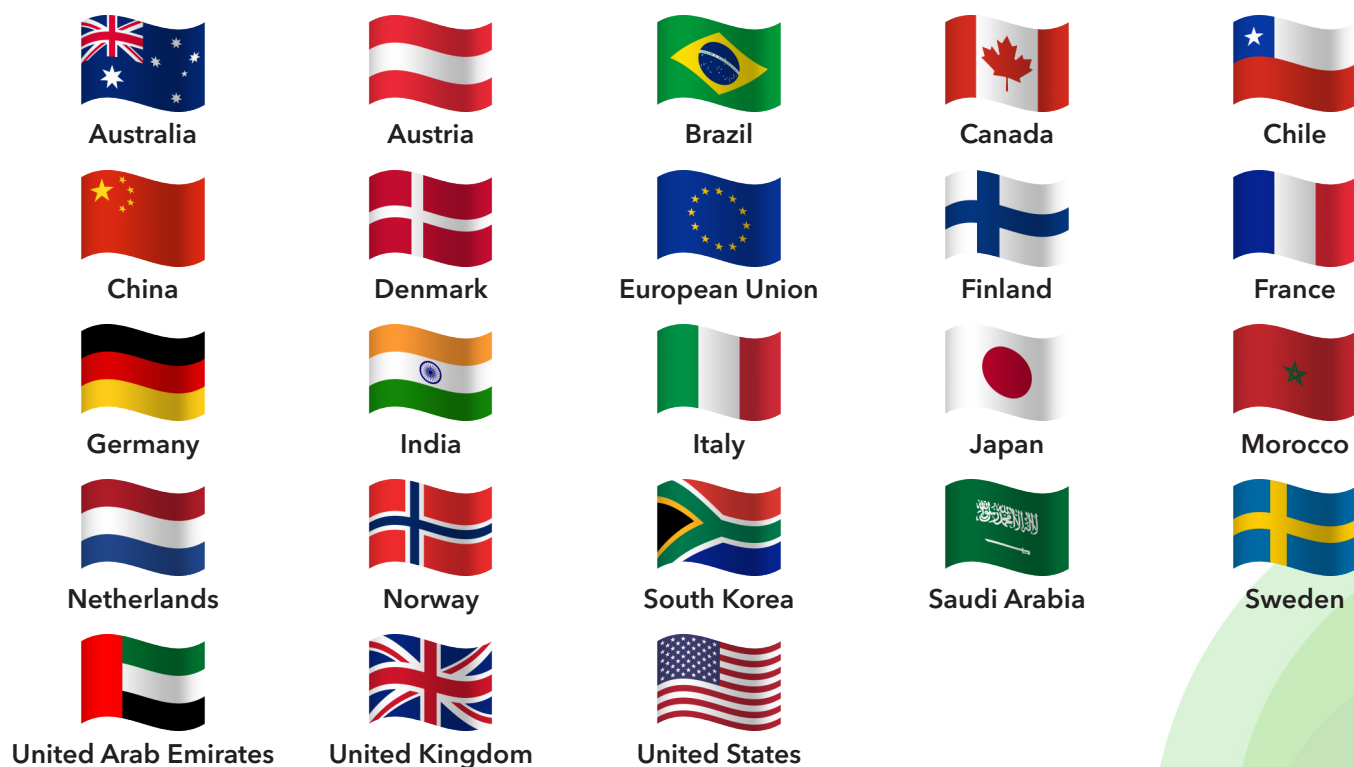 Australia
Austria
Brazil
Canada
Chile
China
Denmark
European Union
Finland
France
Germany
India
Italy
Japan
Morocco
Netherlands
Norway
South Korea
Saudi Arabia
Sweden
United Arab Emirates
United Kingdom
United States